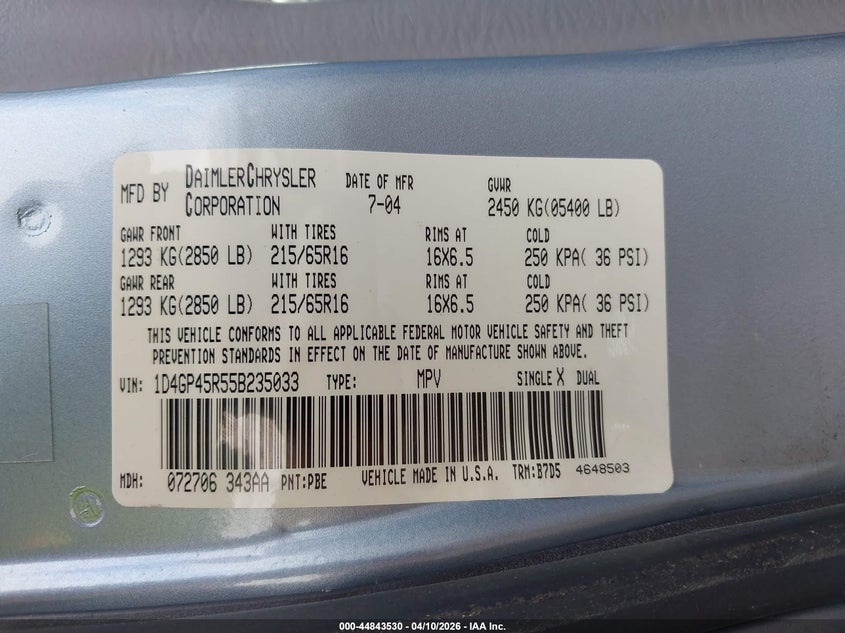 MFD BY DAIMLERCHRYSLER CORPORATION DATE OF MFR 7-04 GVWR 2450 KG(05400 LB)
GAWR FRONT WITH TIRES RIMS AT COLD
1293 KG(2850 LB) 215/65R16 16X6.5 250 KPA( 36 PSI)
GAWR REAR WITH TIRES RIMS AT COLD
1293 KG(2850 LB) 215/65R16 16X6.5 250 KPA( 36 PSI)
THIS VEHICLE CONFORMS TO ALL APPLICABLE FEDERAL MOTOR VEHICLE SAFETY AND THEFT
PREVENTION STANDARDS IN EFFECT ON THE DATE OF MANUFACTURE SHOWN ABOVE.
VIN: 1D4GP45R55B235033 TYPE: MPV SINGLE X DUAL
MDH: 072706 343AA PNT:PBE VEHICLE MADE IN U.S.A. TRM:B7D5 4648503
000-44843530 - 04/10/2026 - IAA Inc.